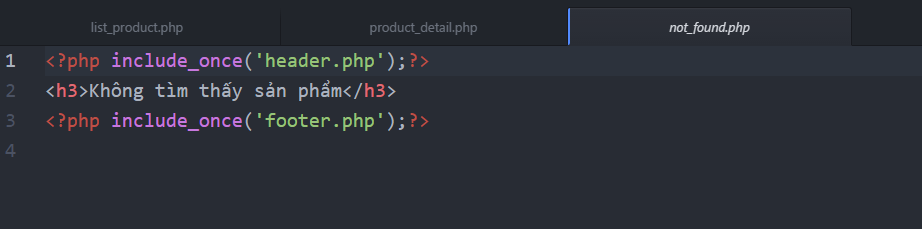 list_product.php product_detail.php not_found.php
1 <?php include_once('header.php');?>
2 <h3>Không tìm thấy sản phẩm</h3>
3 <?php include_once('footer.php');?>
4